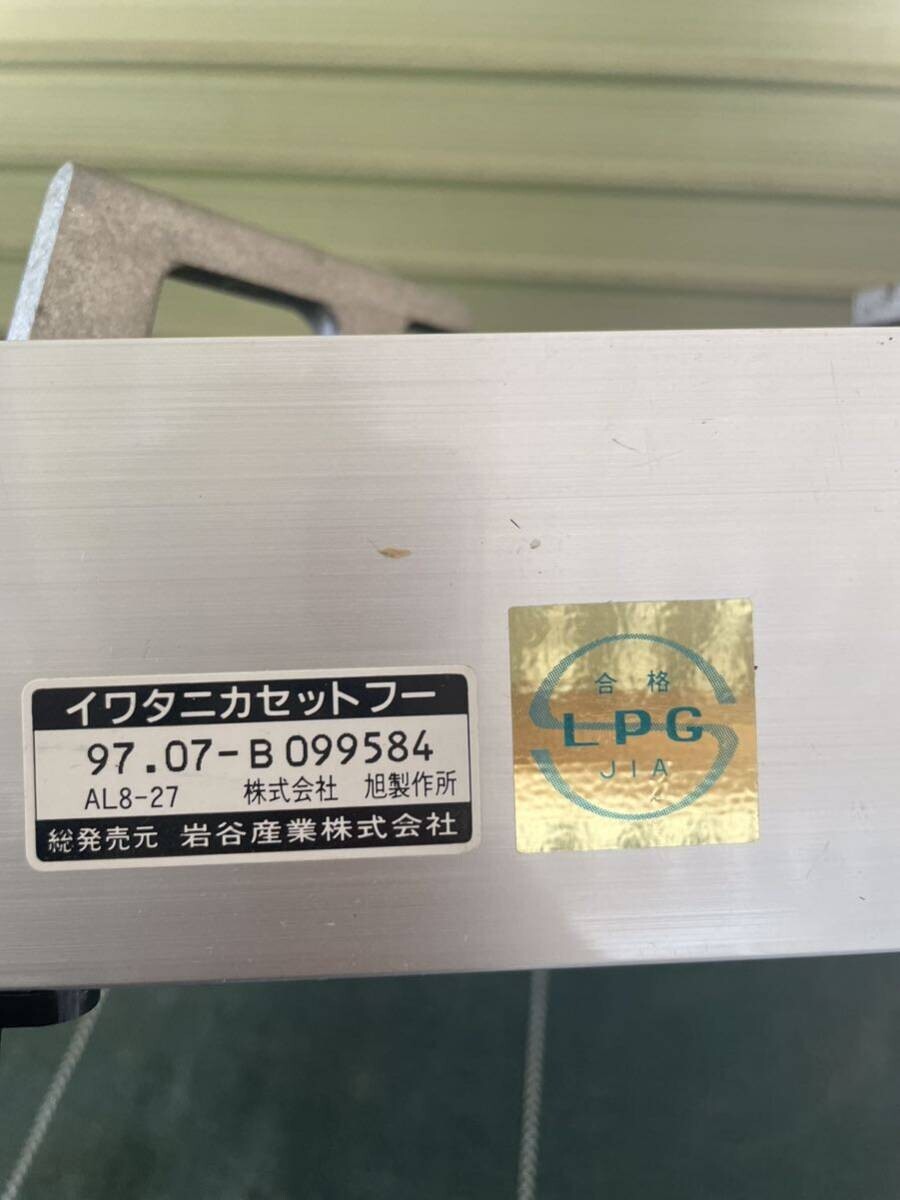 イワタニカセットフー
97.07-B099584
AL8-27 株式会社 旭製作所
総発売元 岩谷産業株式会社
合格
LPG
JIA